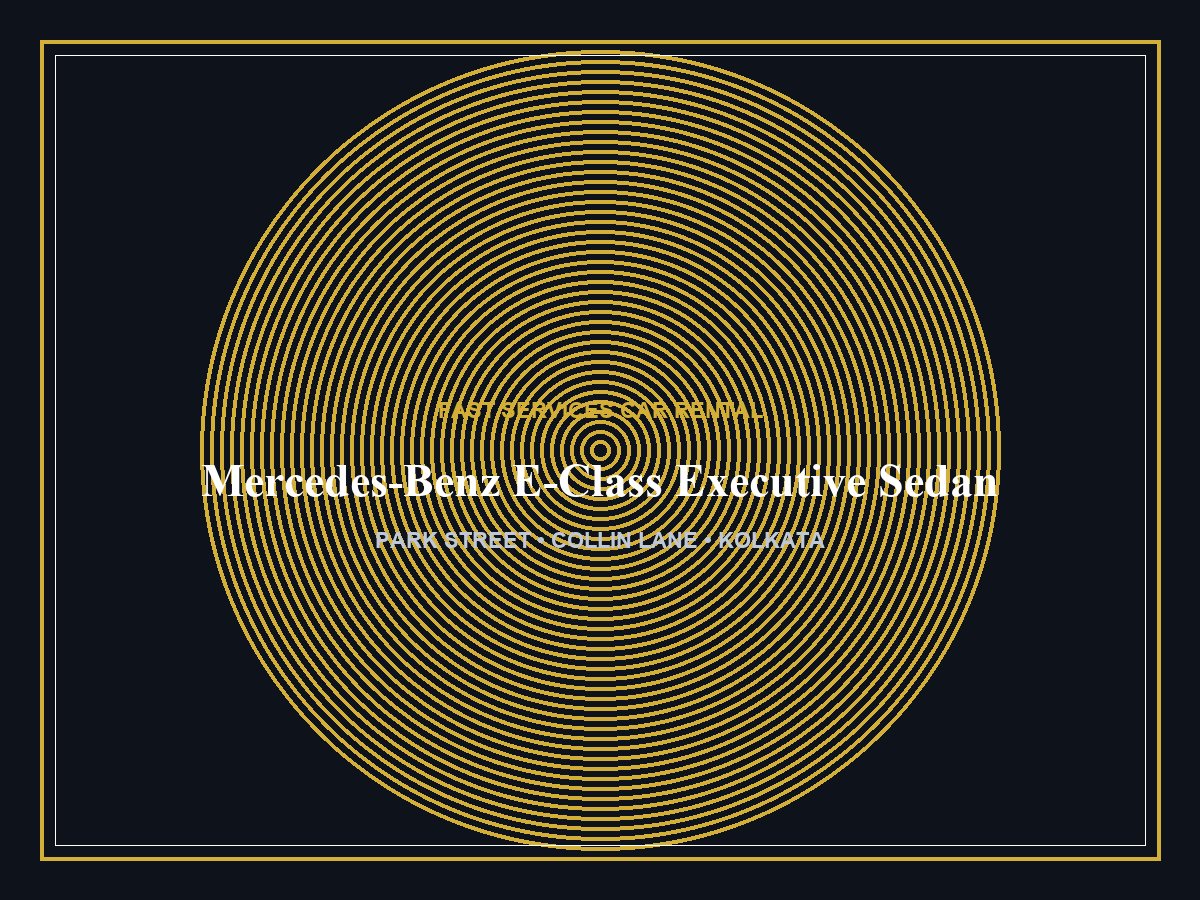 FAST SERVICES CAR RENTAL
Mercedes-Benz E-Class Executive Sedan
PARK STREET • COLLIN LANE • KOLKATA